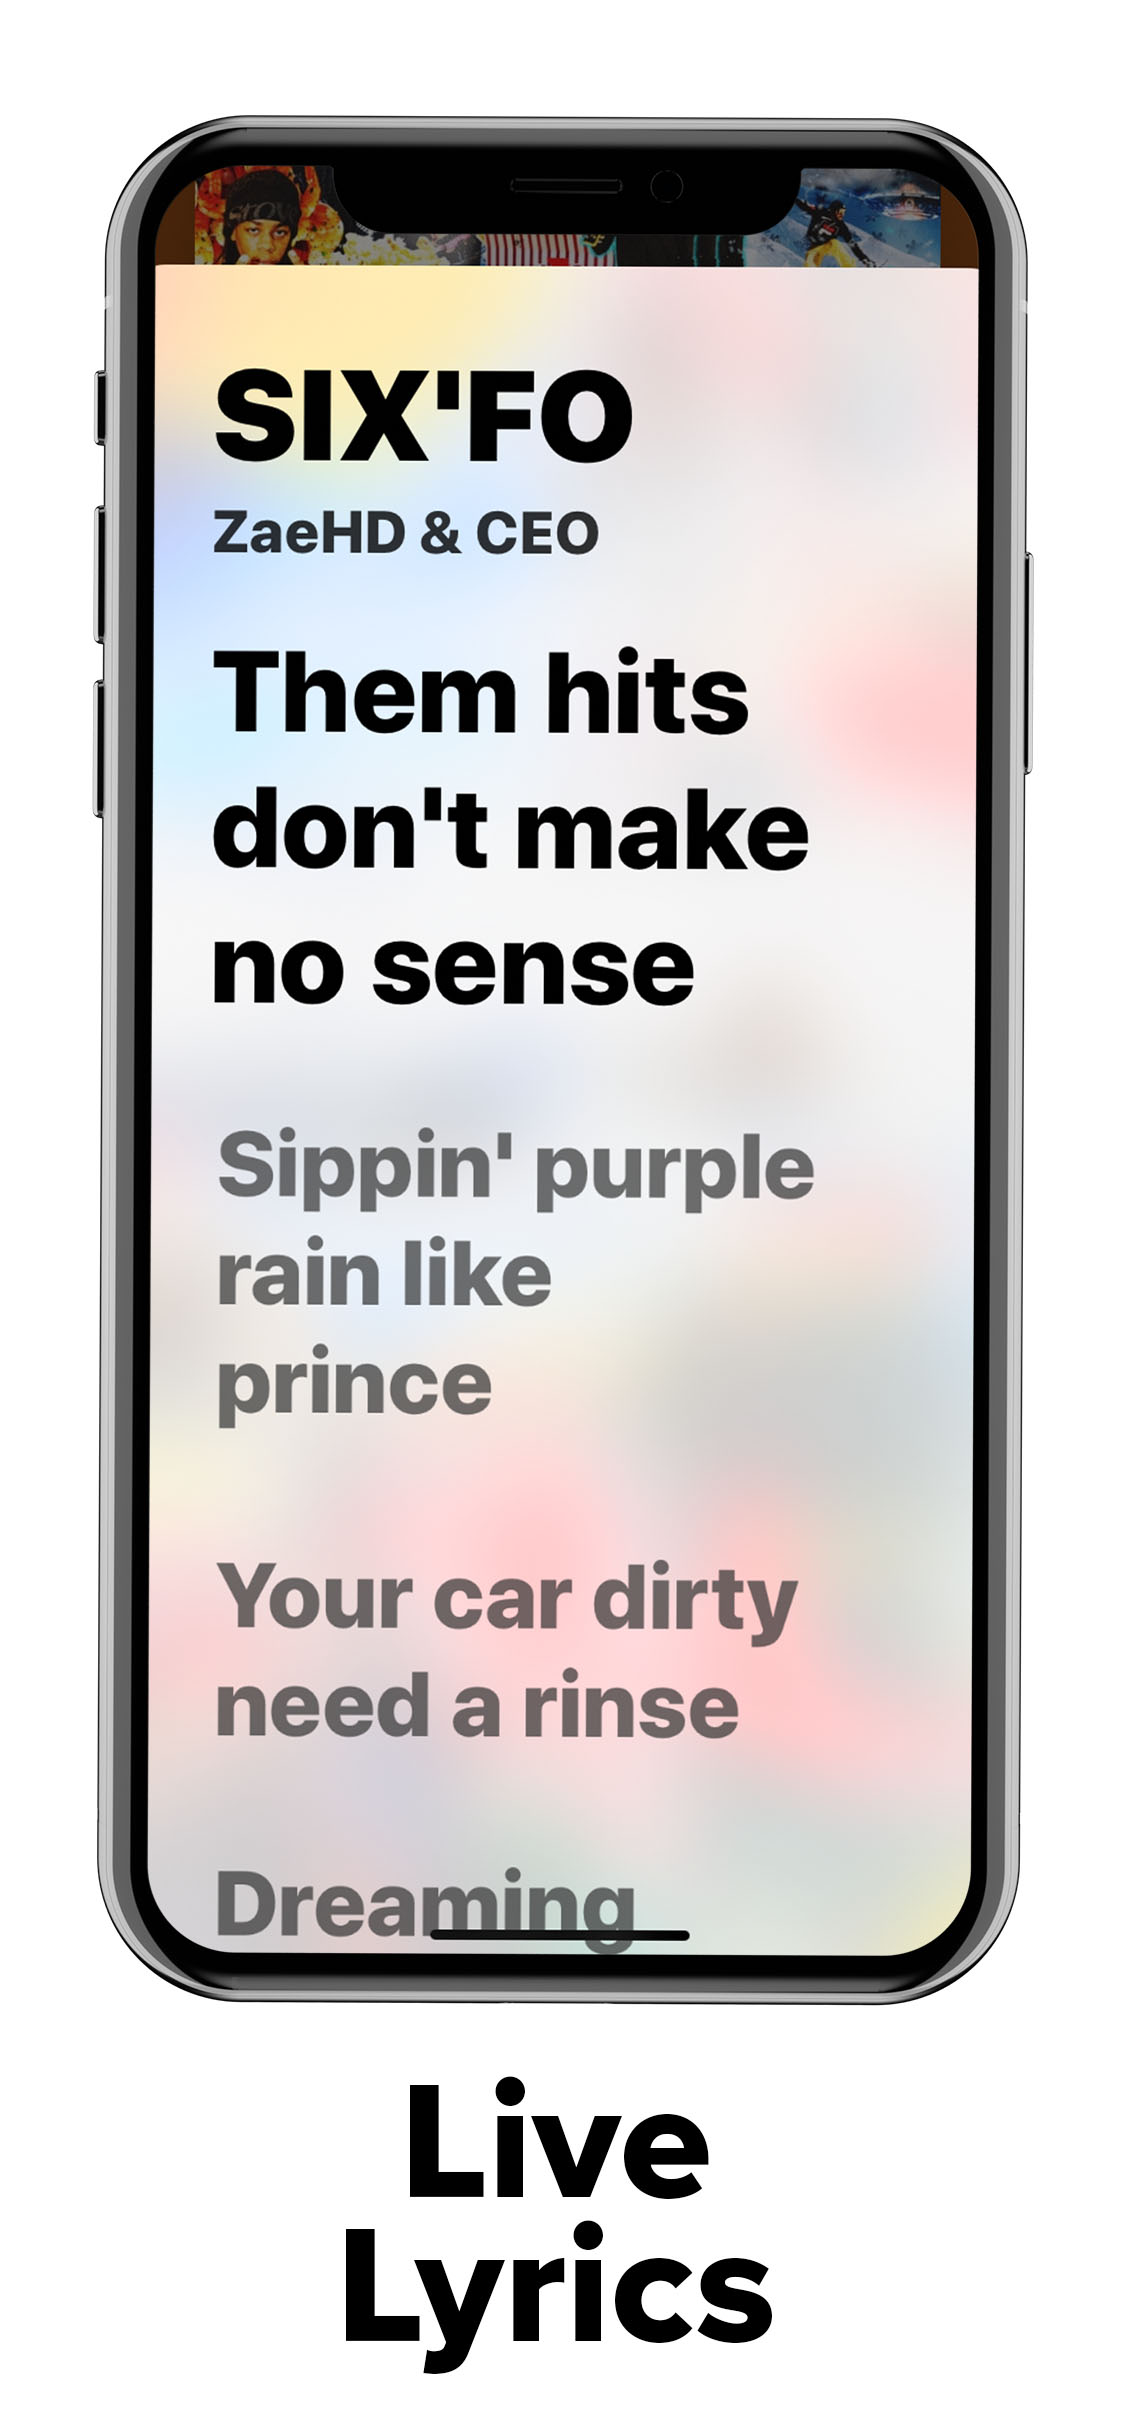 SIX'FO
ZaeHD & CEO
Them hits
don't make
no sense
Sippin' purple
rain like
prince
Your car dirty
need a rinse
Dreaming
Live
Lyrics